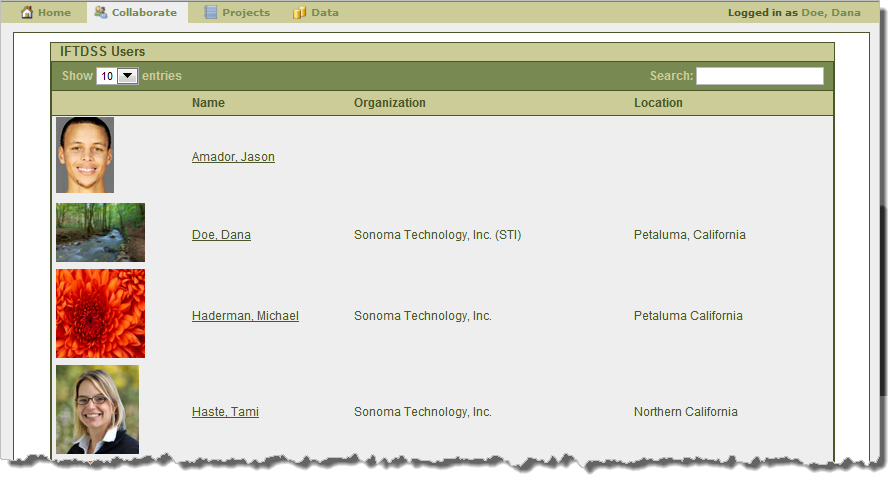 Home Collaborate Projects Data Logged in as Doe, Dana
IFTDSS Users
Show 10 entries Search:
Name Organization Location
Amador, Jason
Doe, Dana Sonoma Technology, Inc. (STI) Petaluma, California
Haderman, Michael Sonoma Technology, Inc. Petaluma California
Haste, Tami Sonoma Technology, Inc. Northern California